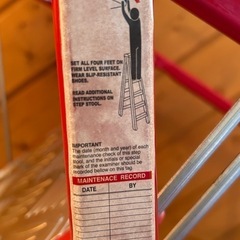 SET ALL FOUR FEET ON
FIRM LEVEL SURFACE.
WEAR SLIP-RESISTANT
SHOES.
READ ADDITIONAL
INSTRUCTIONS ON
STEP STOOL.
IMPORTANT
The date (month and year) of each
maintenance check of this step
stool, and the initials or special
mark of the examiner should be
recorded below on this tag
MAINTENACE RECORD
DATE BY